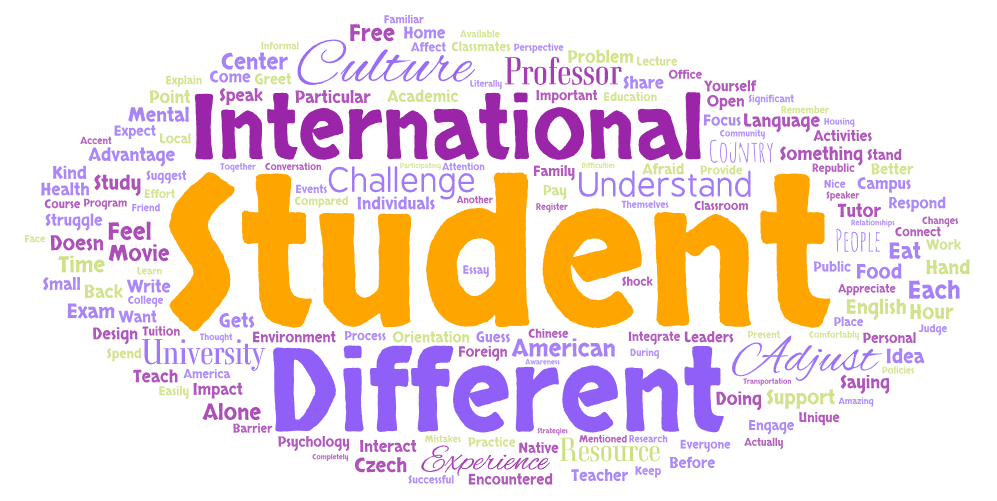 Familiar
Free Home Available
Informal Affect Classmates Perspective
Center Culture Professor Problem Lecture
Explain Come Greet Literally Share Office
Point Speak Particular Academic Important Education Yourself
Open Significant
Mental International Focus Language Remember Housing
Expect Community Activities
Accent Local Country Something Stand
Advantage Together Conversation Participating Attention Difficulties
Family Afraid Provide Republic Better
Kind Suggest Challenge Understand Nice Campus
Health Study Effort Events Pay Speaker
Course Program Compared Individuals Another Themselves Classroom Respond
Friend Register Tutor
Struggle Student Relationships Changes
Face Doesn Feel People Connect
Movie Eat Work
Time Learn Essay Public Food Hand
Small Back Write Shock Appreciate Each
College English Hour
Exam Want Gets Place Judge
Design Tuition Thought Environment Process Orientation Guess Chinese Integrate Leaders Present Comfortably Personal
Spend University Foreign American During Adjust Idea
Teach America Different Awareness Policies
Easily Impact Transportation Saying
Alone Doing Support Amazing
Barrier Strategies Unique
Engage
Psychology Interact Mistakes Practice Native Mentioned Research Everyone Actually
Completely Czech Experience Resource Before
Successful Encountered Teacher Keep